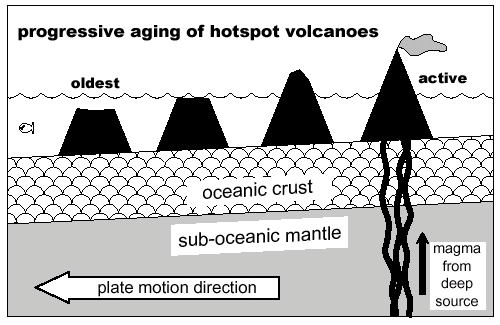 progressive aging of hotspot volcanoes
oldest
active
oceanic crust
sub-oceanic mantle
magma
from
deep
source
plate motion direction